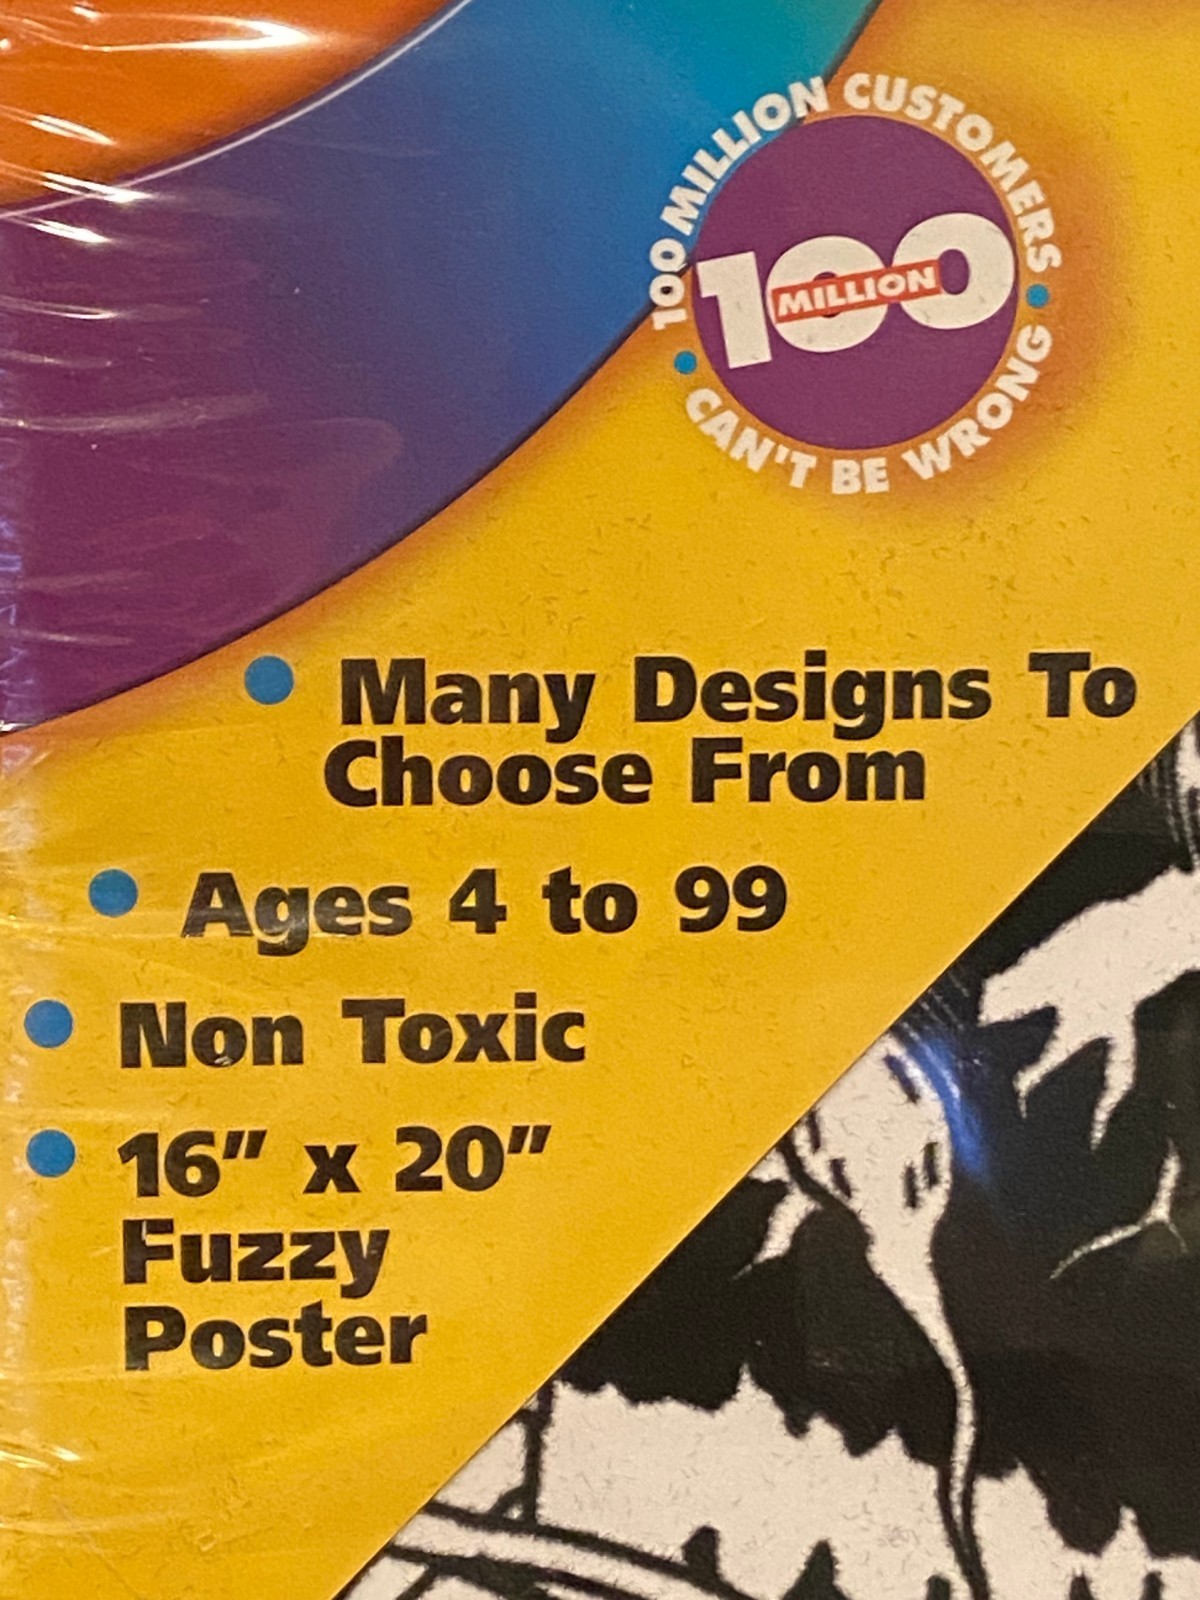 100 MILLION CUSTOMERS
100
MILLION
• CAN'T BE WRONG •
• Many Designs To
Choose From
• Ages 4 to 99
• Non Toxic
• 16” x 20”
Fuzzy
Poster